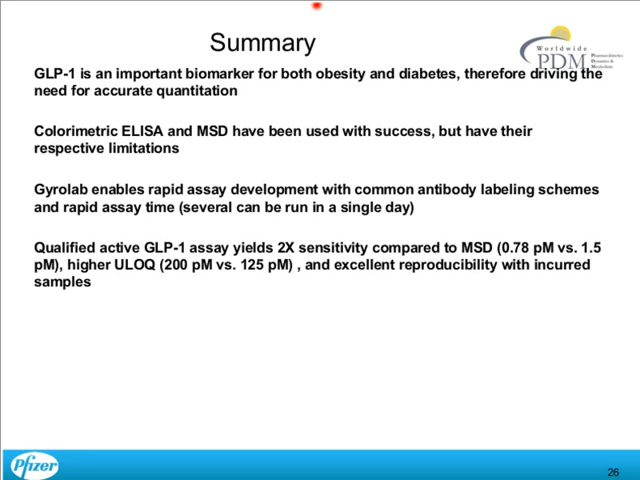 Summary
Worldwide
PDM
Pharmacokinetics
Dynamics &
Metabolism
GLP-1 is an important biomarker for both obesity and diabetes, therefore driving the
need for accurate quantitation
Colorimetric ELISA and MSD have been used with success, but have their
respective limitations
Gyrolab enables rapid assay development with common antibody labeling schemes
and rapid assay time (several can be run in a single day)
Qualified active GLP-1 assay yields 2X sensitivity compared to MSD (0.78 pM vs. 1.5
pM), higher ULOQ (200 pM vs. 125 pM) , and excellent reproducibility with incurred
samples
Pfizer
26